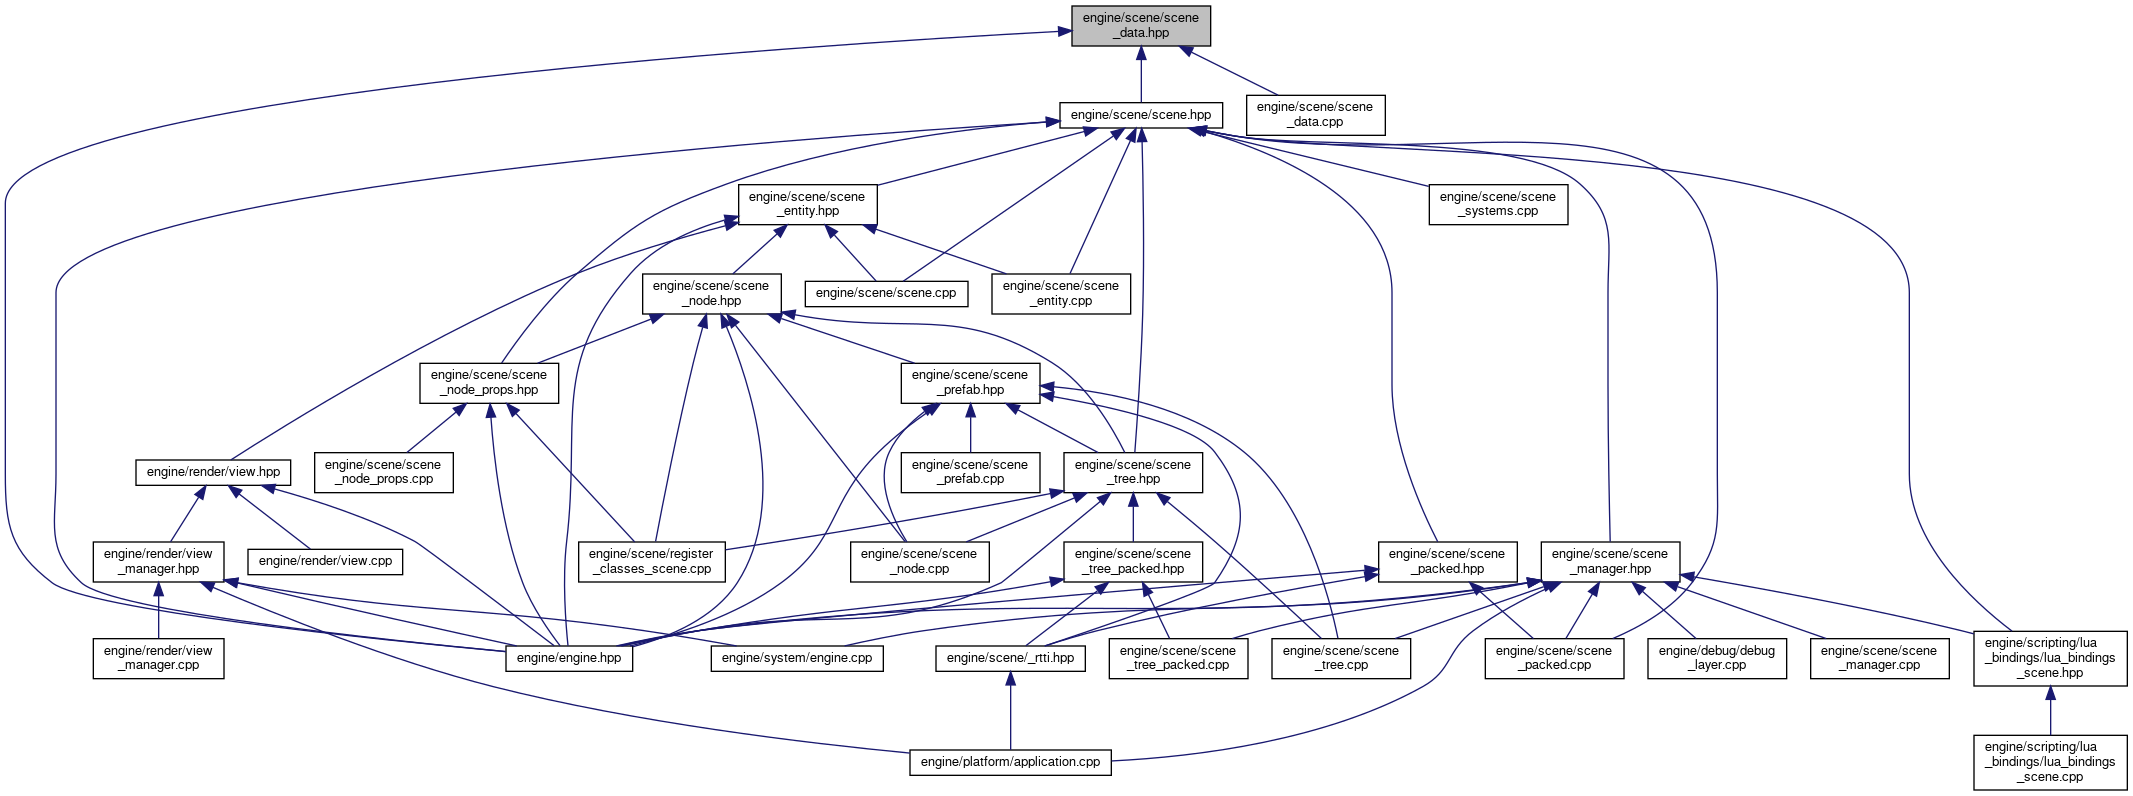 engine/scene/scene
_data.hpp
engine/scene/scene.hpp
engine/scene/scene
_data.cpp
engine/scene/scene
_entity.hpp
engine/scene/scene
_systems.cpp
engine/scene/scene
_node.hpp
engine/scene/scene.cpp
engine/scene/scene
_entity.cpp
engine/scene/scene
_node_props.hpp
engine/scene/scene
_prefab.hpp
engine/render/view.hpp
engine/scene/scene
_node_props.cpp
engine/scene/scene
_prefab.cpp
engine/scene/scene
_tree.hpp
engine/render/view
_manager.hpp
engine/render/view.cpp
engine/scene/register
_classes_scene.cpp
engine/scene/scene
_node.cpp
engine/scene/scene
_tree_packed.hpp
engine/scene/scene
_packed.hpp
engine/scene/scene
_manager.hpp
engine/render/view
_manager.cpp
engine/engine.hpp
engine/system/engine.cpp
engine/scene/_rtti.hpp
engine/scene/scene
_tree_packed.cpp
engine/scene/scene
_tree.cpp
engine/scene/scene
_packed.cpp
engine/debug/debug
_layer.cpp
engine/scene/scene
_manager.cpp
engine/scripting/lua
_bindings/lua_bindings
_scene.hpp
engine/platform/application.cpp
engine/scripting/lua
_bindings/lua_bindings
_scene.cpp